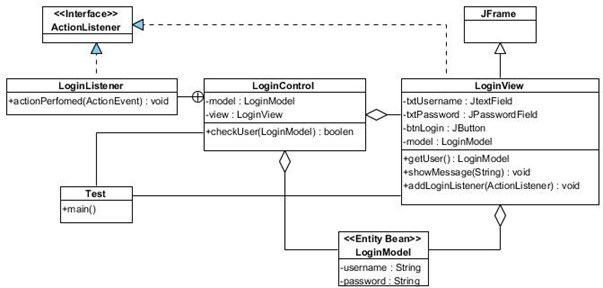 <<Interface>>
ActionListener
JFrame
LoginListener
+actionPerfomed(ActionEvent) : void
LoginControl
-model : LoginModel
-view : LoginView
+checkUser(LoginModel) : boolen
LoginView
-txtUsername : JtextField
-txtPassword : JPasswordField
-btnLogin : JButton
-model : LoginModel
+getUser() : LoginModel
+showMessage(String) : void
+addLoginListener(ActionListener) : void
Test
+main()
<<Entity Bean>>
LoginModel
-username : String
-password : String